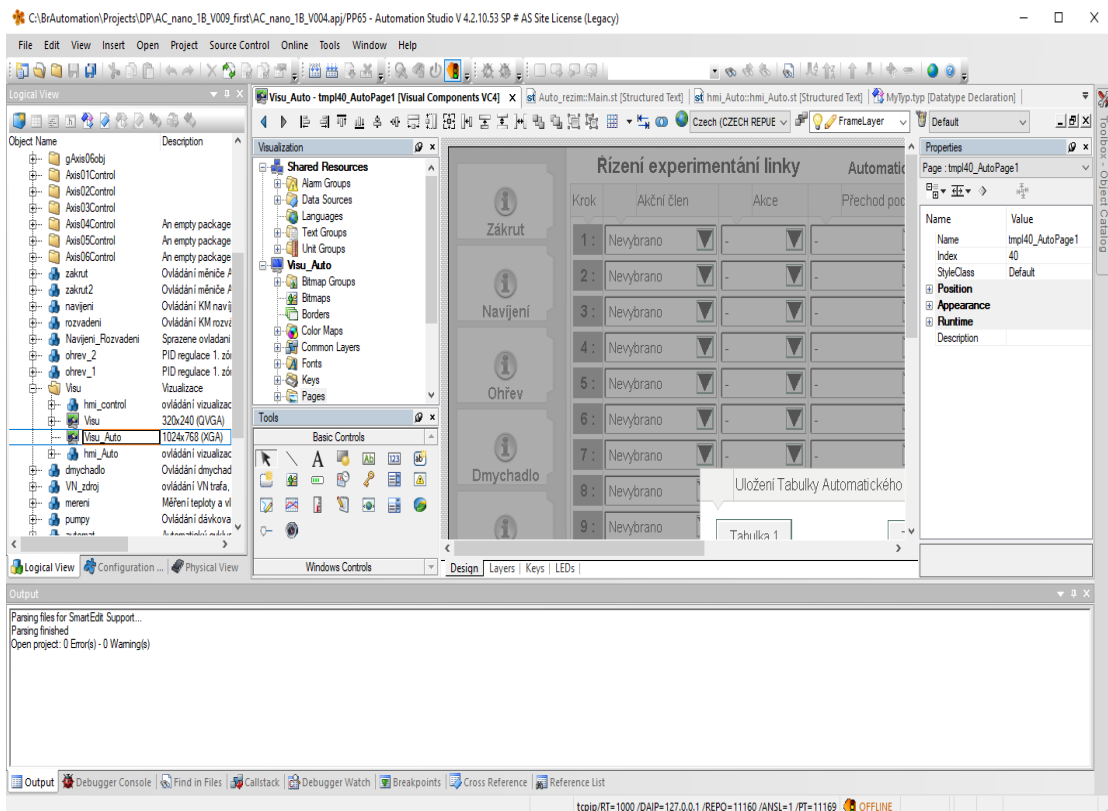 C:\BrAutomation\Projects\DP\AC_nano_1B_V009_first\AC_nano_1B_V004.apj/PP65 - Automation Studio V 4.2.10.53 SP # AS Site License (Legacy)
File Edit View Insert Open Project Source Control Online Tools Window Help
Logical View
Visu_Auto - tmpl40_AutoPage1 [Visual Components VC4] X
st Auto_rezim::Main.st [Structured Text]
st hmi_Auto::hmi_Auto.st [Structured Text]
MyTyp.typ [Datatype Declaration]
Czech (CZECH REPUE
FrameLayer
Default
Toolbox - Object Catalog
Object Name Description
gAxis06obj
Axis01Control
Axis02Control
Axis03Control
Axis04Control An empty package
Axis05Control An empty package
Axis06Control An empty package
zakrut Ovládání měniče A
zakrut2 Ovládání měniče A
navijeni Ovládání KM navíj
rozvadeni Ovládání KM rozvá
Navijeni_Rozvadeni Sprazene ovladani
ohrev_2 PID regulace 1. zón
ohrev_1 PID regulace 1. zón
Visu Vizualizace
hmi_control ovládání vizualizac
Visu 320x240 (QVGA)
Visu_Auto 1024x768 (XGA)
hmi_Auto ovládání vizualizac
dmychadlo Ovládání dmychad
VN_zdroj ovládání VN trafa,
mereni Měření teploty a vl
pumpy Ovládání dávkova
Logical View Configuration ... Physical View
Visualization
Shared Resources
Alarm Groups
Data Sources
Languages
Text Groups
Unit Groups
Visu_Auto
Bitmap Groups
Bitmaps
Borders
Color Maps
Common Layers
Fonts
Keys
Pages
Tools
Basic Controls
Windows Controls
Řízení experimentání linky Automatic
Krok Akční člen Akce Přechod pod
Zákrut
Navíjení
Ohřev
Dmychadlo
1 : Nevybrano - -
2 : Nevybrano - -
3 : Nevybrano - -
4 : Nevybrano - -
5 : Nevybrano - -
6 : Nevybrano - -
7 : Nevybrano - -
8 : Nevybrano
9 : Nevybrano
Uložení Tabulky Automatického
Tabulka 1
Design Layers | Keys | LEDs |
Properties
Page : tmpl40_AutoPage1
Name Value
Name tmpl40_AutoPage1
Index 40
StyleClass Default
Position
Appearance
Runtime
Description
Output
Parsing files for SmartEdit Support...
Parsing finished
Open project: 0 Error(s) - 0 Warning(s)
Output Debugger Console Find in Files Callstack Debugger Watch Breakpoints Cross Reference Reference List
tcpip/RT=1000 /DAIP=127.0.0.1 /REPO=11160 /ANSL=1 /PT=11169 OFFLINE